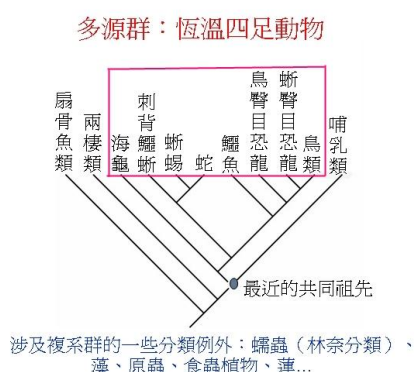 多源群：恆溫四足動物
扇骨魚類
兩棲類
海龜
刺背鱷蜥
蜥蜴
蛇
鱷魚
鳥臀目恐龍
蜥臀目恐龍
鳥類
哺乳類
最近的共同祖先
涉及複系群的一些分類例外：蠕蟲（林奈分類）、
藻、原蟲、食蟲植物、蓮...